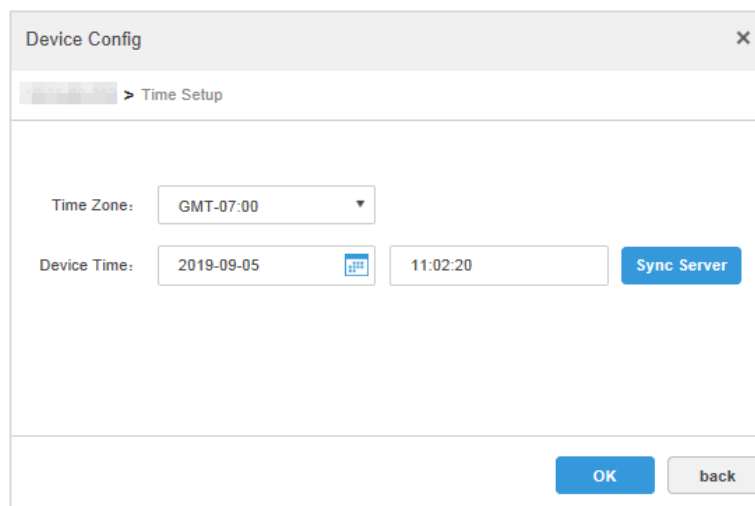 Device Config ×
> Time Setup
Time Zone: GMT-07:00
Device Time: 2019-09-05 11:02:20 Sync Server
OK back